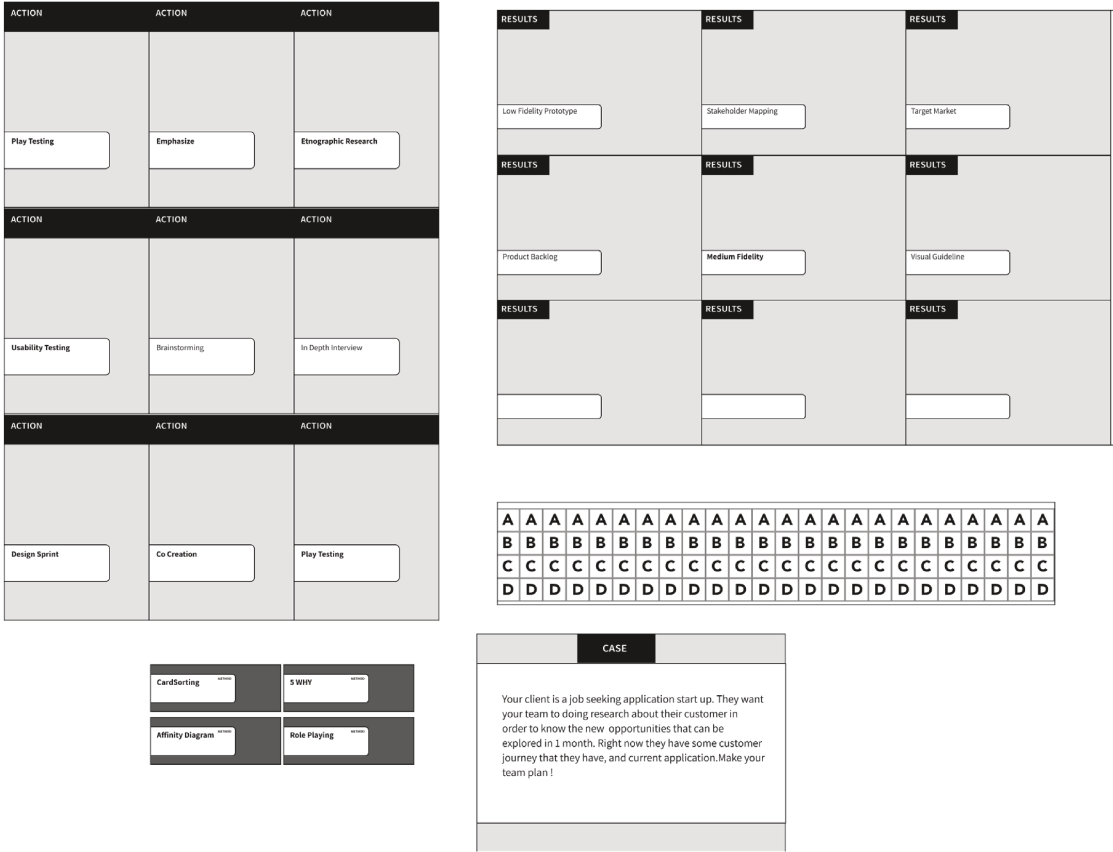 ACTION
ACTION
ACTION
Play Testing
Emphasize
Etnographic Research
ACTION
ACTION
ACTION
Usability Testing
Brainstorming
In Depth Interview
ACTION
ACTION
ACTION
Design Sprint
Co Creation
Play Testing
CardSorting
METHOD
5 WHY
METHOD
Affinity Diagram
METHOD
Role Playing
METHOD
RESULTS
RESULTS
RESULTS
Low Fidelity Prototype
Stakeholder Mapping
Target Market
RESULTS
RESULTS
RESULTS
Product Backlog
Medium Fidelity
Visual Guideline
RESULTS
RESULTS
RESULTS
A A A A A A A A A A A A A A A A A A A A A A A A
B B B B B B B B B B B B B B B B B B B B B B B B
C C C C C C C C C C C C C C C C C C C C C C C C
D D D D D D D D D D D D D D D D D D D D D D D D
CASE
Your client is a job seeking application start up. They want
your team to doing research about their customer in
order to know the new opportunities that can be
explored in 1 month. Right now they have some customer
journey that they have, and current application.Make your
team plan !